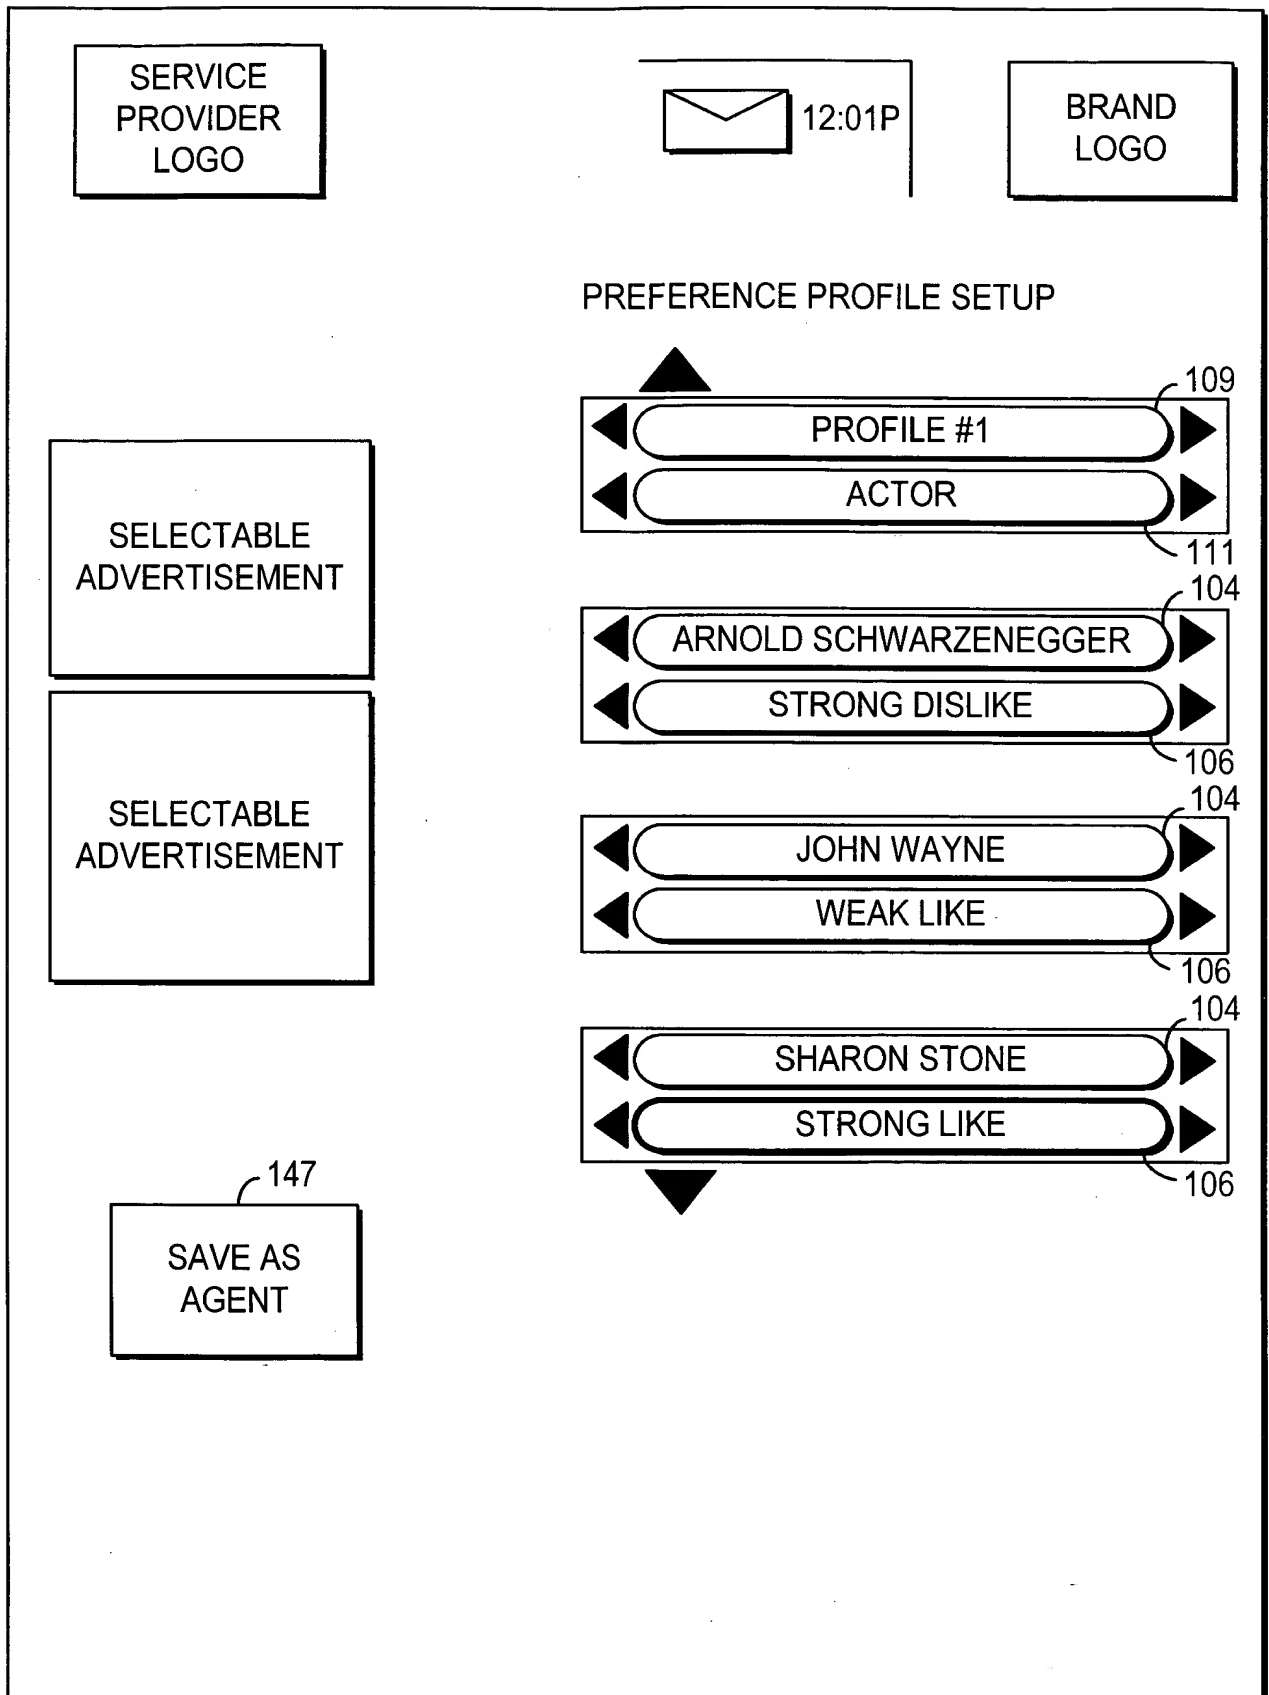 SERVICE
PROVIDER
LOGO
12:01P
BRAND
LOGO
PREFERENCE PROFILE SETUP
109
PROFILE #1
ACTOR
111
SELECTABLE
ADVERTISEMENT
104
ARNOLD SCHWARZENEGGER
STRONG DISLIKE
106
SELECTABLE
ADVERTISEMENT
104
JOHN WAYNE
WEAK LIKE
106
104
SHARON STONE
STRONG LIKE
106
147
SAVE AS
AGENT